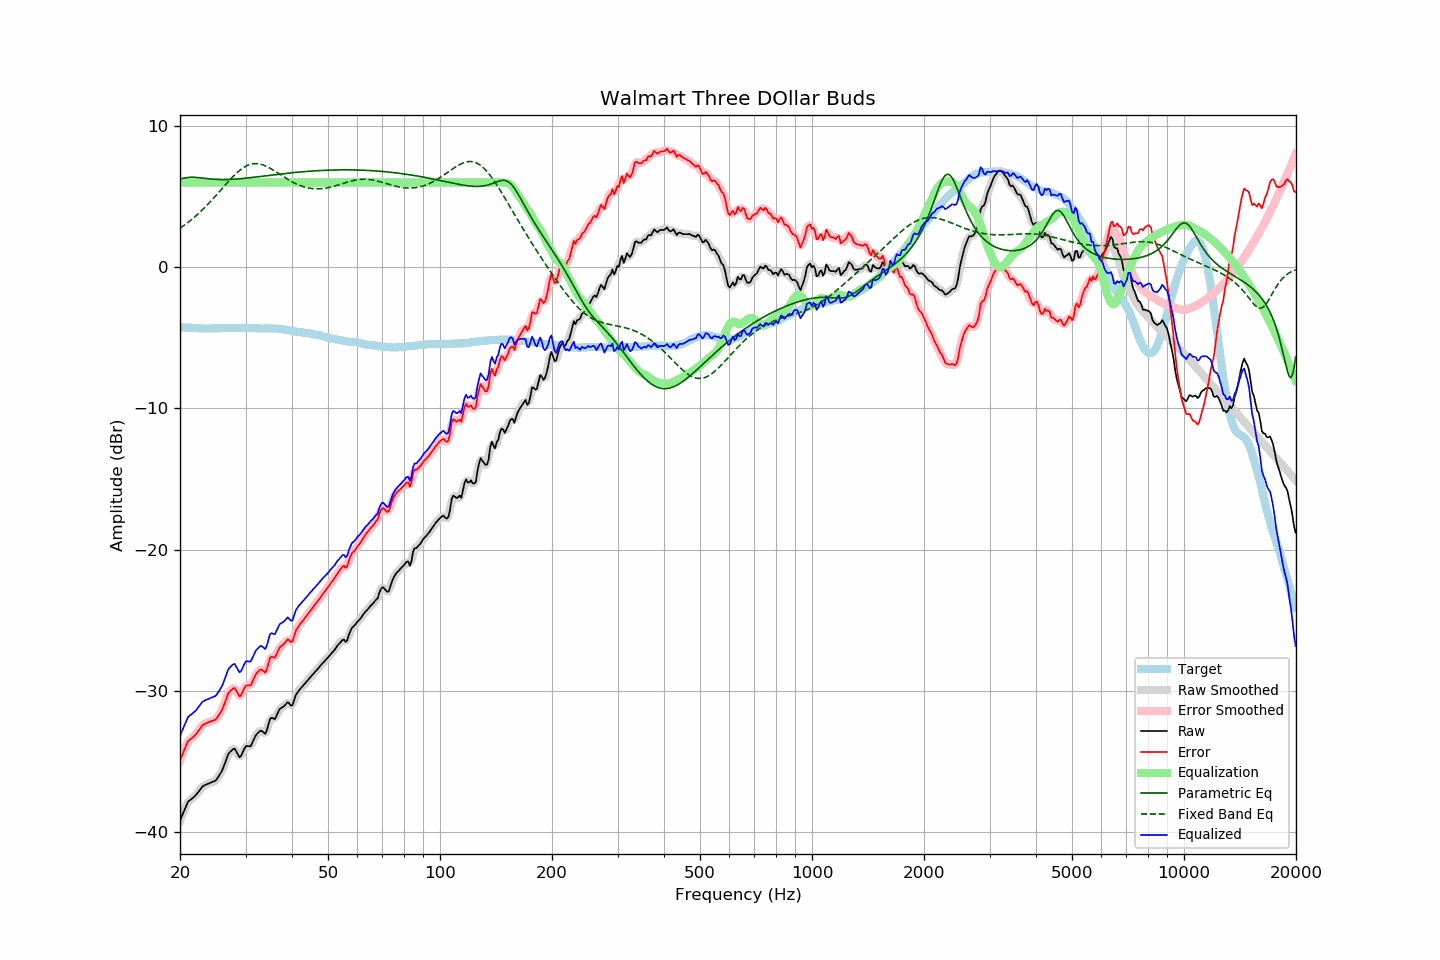 Walmart Three DOllar Buds
10
0
−10
−20
−30
−40
Amplitude (dBr)
Target
Raw Smoothed
Error Smoothed
Raw
Error
Equalization
Parametric Eq
Fixed Band Eq
Equalized
20 50 100 200 500 1000 2000 5000 10000 20000
Frequency (Hz)